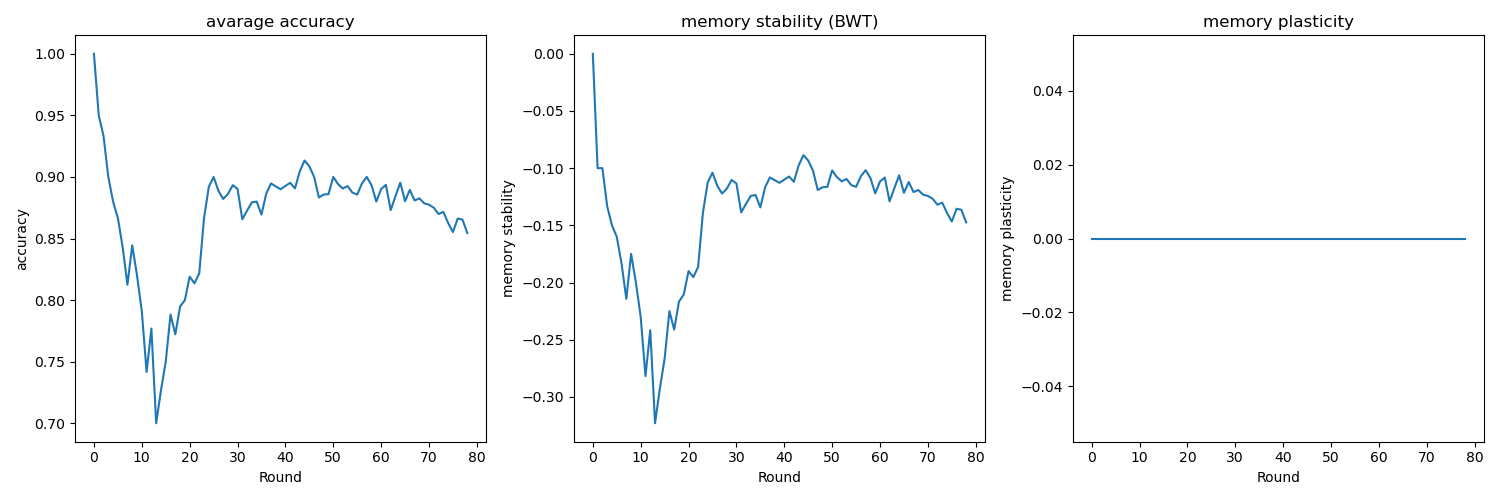 avarage accuracy
1.00
0.95
0.90
0.85
0.80
0.75
0.70
accuracy
0 10 20 30 40 50 60 70 80
Round
memory stability (BWT)
0.00
−0.05
−0.10
−0.15
−0.20
−0.25
−0.30
memory stability
0 10 20 30 40 50 60 70 80
Round
memory plasticity
0.04
0.02
0.00
−0.02
−0.04
memory plasticity
0 10 20 30 40 50 60 70 80
Round